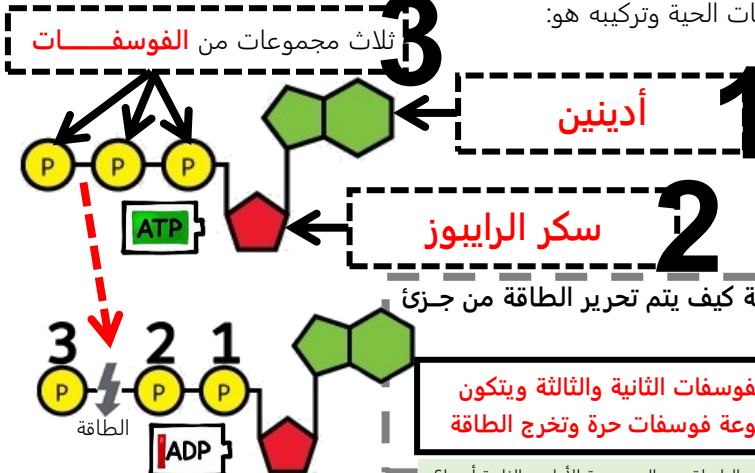 ات الحية وتركيبه هو:
3
ثلاث مجموعات من الفوسفــــات
1
أدينين
P P P
2
سكر الرايبوز
ATP
ة كيف يتم تحرير الطاقة من جـزئ
3 2 1
P P P
الطاقة
فوسفات الثانية والثالثة ويتكون
وعة فوسفات حرة وتخرج الطاقة
ADP